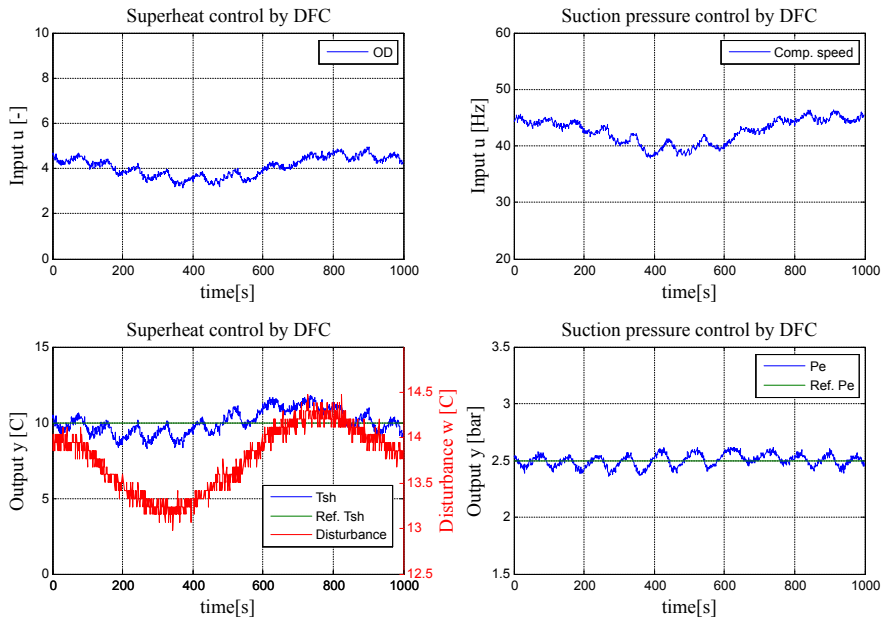 Superheat control by DFC
10
8
6
4
2
0
Input u [-]
OD
0 200 400 600 800 1000
time[s]
Suction pressure control by DFC
60
50
40
30
20
Input u [Hz]
Comp. speed
0 200 400 600 800 1000
time[s]
Superheat control by DFC
15
10
5
0
Output y [C]
14.5
14
13.5
13
12.5
Disturbance w [C]
Tsh
Ref. Tsh
Disturbance
0 200 400 600 800 1000
time[s]
Suction pressure control by DFC
3.5
3
2.5
2
1.5
Output y [bar]
Pe
Ref. Pe
0 200 400 600 800 1000
time[s]